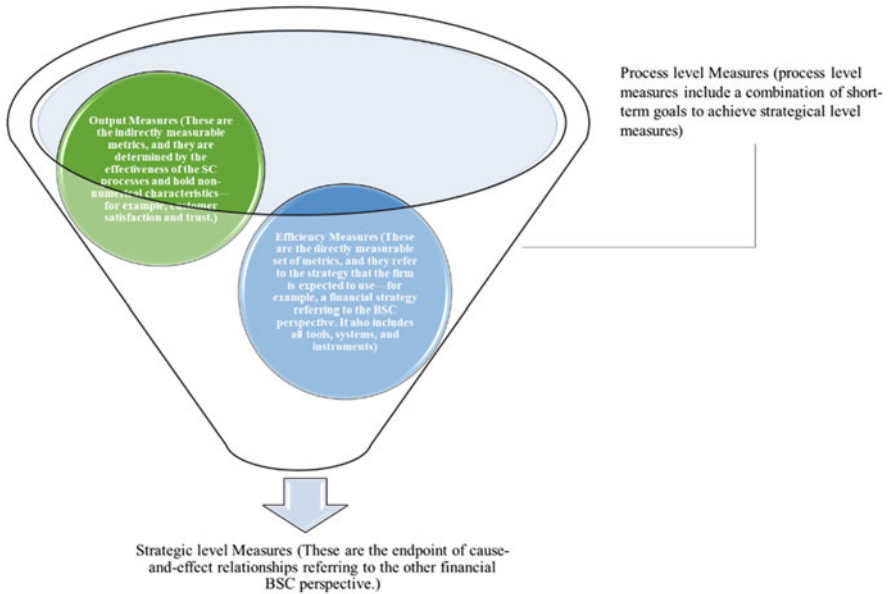 Process level Measures (process level
measures include a combination of short-
term goals to achieve strategical level
measures)
Output Measures (These are
the indirectly measurable
metrics, and they are
determined by the
effectiveness of the SC
processes and hold non-
numerical characteristics—
for example, customer
satisfaction and trust.)
Efficiency Measures (These
are the directly measurable
set of metrics, and they refer
to the strategy that the firm
is expected to use—for
example, a financial strategy
referring to the BSC
perspective. It also includes
all tools, systems, and
instruments)
Strategic level Measures (These are the endpoint of cause-
and-effect relationships referring to the other financial
BSC perspective.)